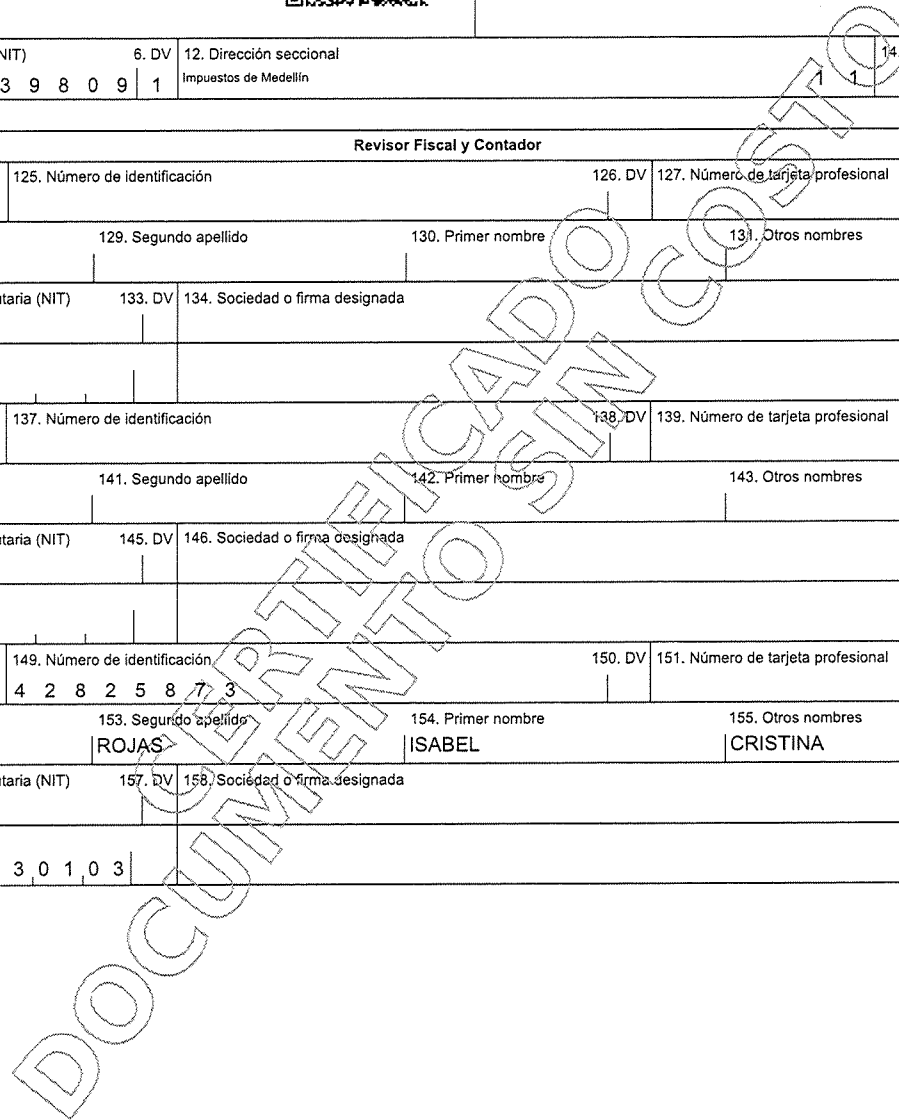 NIT) 6. DV 12. Dirección seccional 14.
3 9 8 0 9 1 Impuestos de Medellín 1 1
Revisor Fiscal y Contador
125. Número de identificación 126. DV 127. Número de tarjeta profesional
129. Segundo apellido 130. Primer nombre 131. Otros nombres
utaria (NIT) 133. DV 134. Sociedad o firma designada
137. Número de identificación 138. DV 139. Número de tarjeta profesional
141. Segundo apellido 142. Primer nombre 143. Otros nombres
utaria (NIT) 145. DV 146. Sociedad o firma designada
149. Número de identificación 150. DV 151. Número de tarjeta profesional
4 2 8 2 5 8 7 3
153. Segundo apellido 154. Primer nombre 155. Otros nombres
ROJAS ISABEL CRISTINA
utaria (NIT) 157. DV 158. Sociedad o firma designada
3 0 1 0 3
CERTIFICADO
DOCUMENTO SIN COSTO